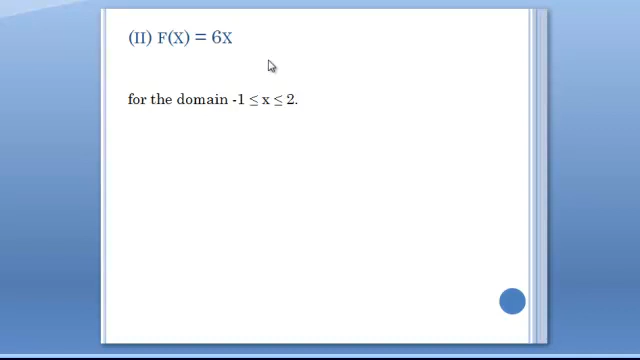 (II) F(X) = 6X
for the domain -1 ≤ x ≤ 2.